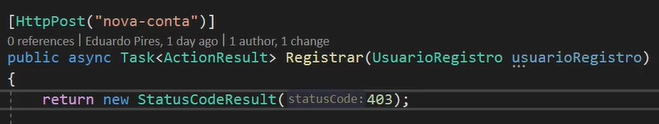 [HttpPost("nova-conta")]
0 references | Eduardo Pires, 1 day ago | 1 author, 1 change
public async Task<ActionResult> Registrar(UsuarioRegistro usuarioRegistro)
{
return new StatusCodeResult(statusCode:403);